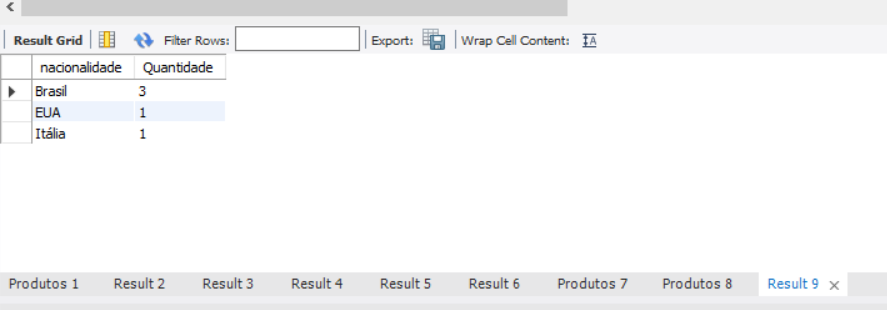 Result Grid Filter Rows: Export: Wrap Cell Content: IA
nacionalidade Quantidade
Brasil 3
EUA 1
Itália 1
Produtos 1 Result 2 Result 3 Result 4 Result 5 Result 6 Produtos 7 Produtos 8 Result 9